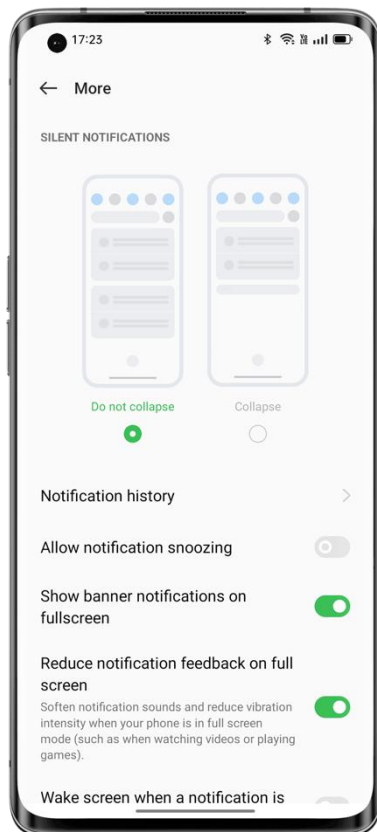 17:23
More
SILENT NOTIFICATIONS
Do not collapse
Collapse
Notification history
Allow notification snoozing
Show banner notifications on
fullscreen
Reduce notification feedback on full
screen
Soften notification sounds and reduce vibration
intensity when your phone is in full screen
mode (such as when watching videos or playing
games).
Wake screen when a notification is